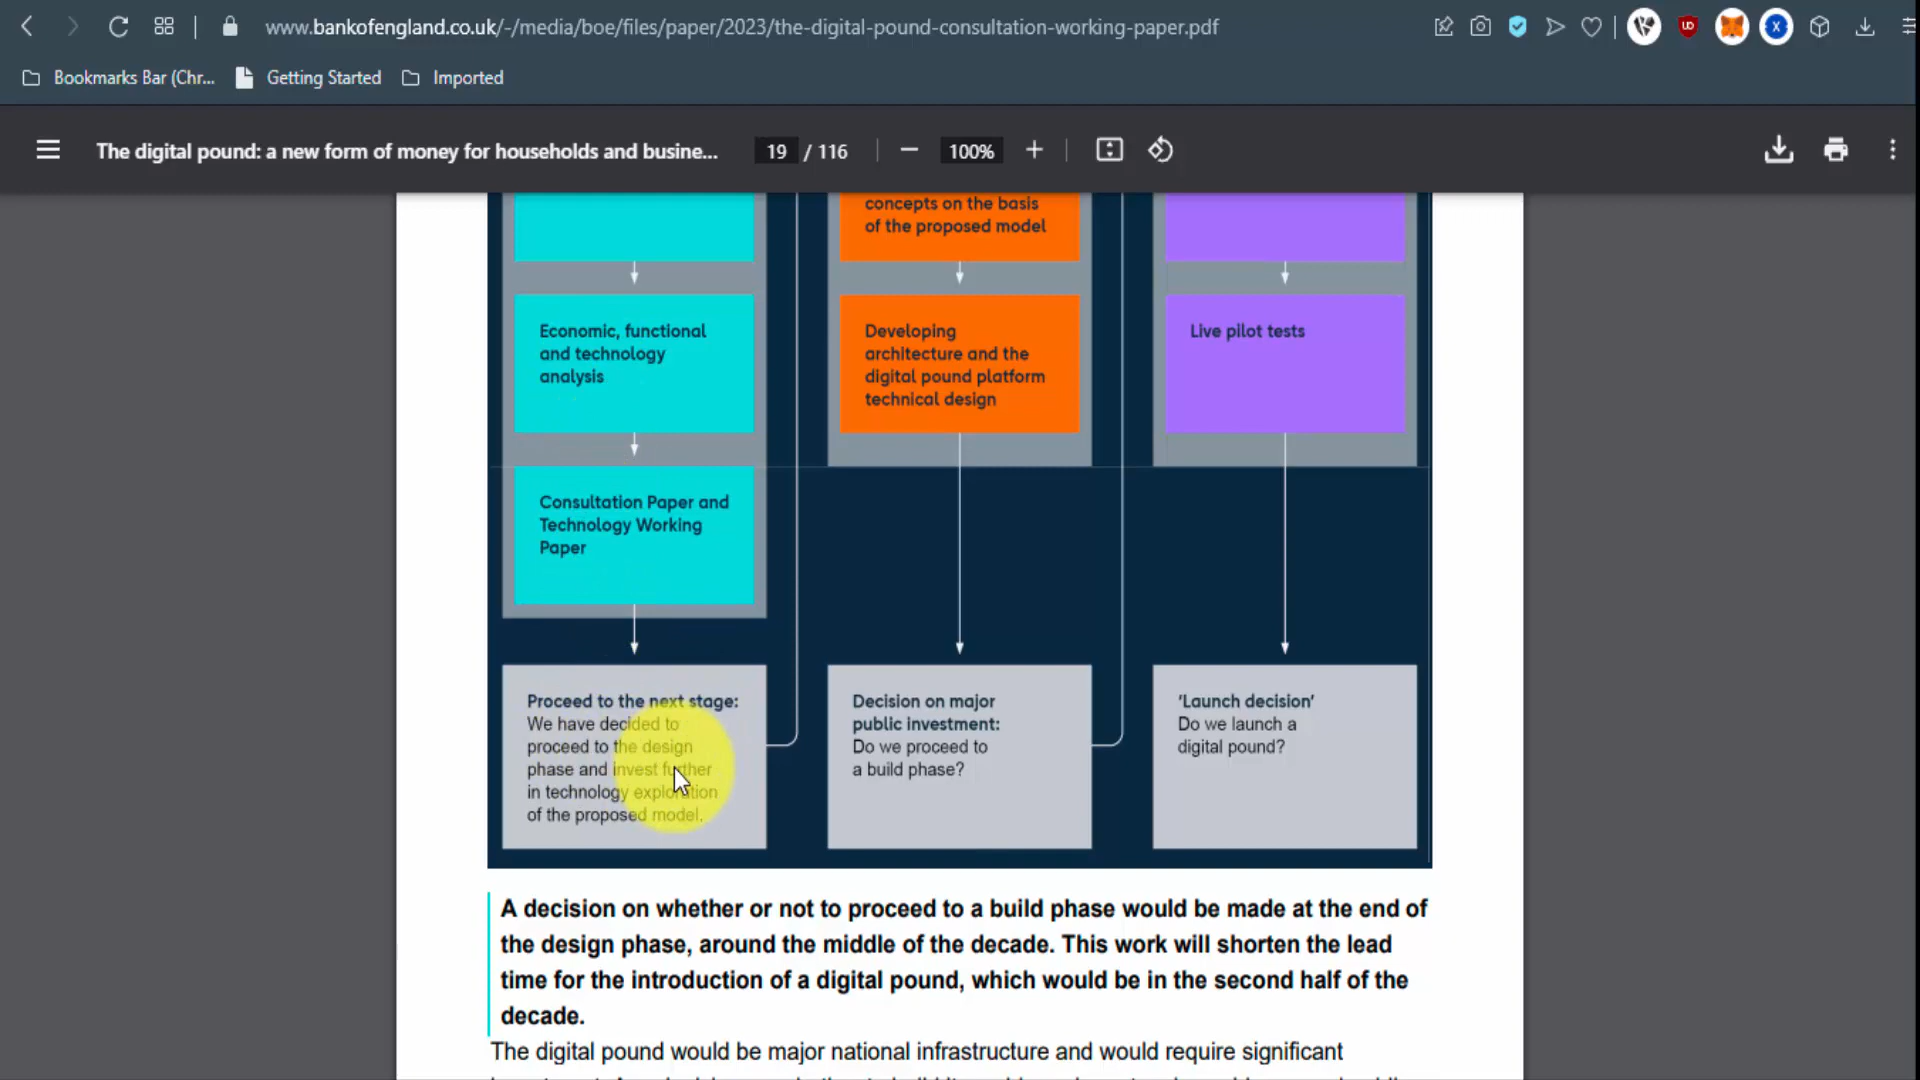 www.bankofengland.co.uk/-/media/boe/files/paper/2023/the-digital-pound-consultation-working-paper.pdf
Bookmarks Bar (Chr... Getting Started Imported
The digital pound: a new form of money for households and busine... 19 / 116 100%
concepts on the basis
of the proposed model
Economic, functional
and technology
analysis
Developing
architecture and the
digital pound platform
technical design
Live pilot tests
Consultation Paper and
Technology Working
Paper
Proceed to the next stage:
We have decided to
proceed to the design
phase and invest further
in technology exploration
of the proposed model.
Decision on major
public investment:
Do we proceed to
a build phase?
‘Launch decision’
Do we launch a
digital pound?
A decision on whether or not to proceed to a build phase would be made at the end of
the design phase, around the middle of the decade. This work will shorten the lead
time for the introduction of a digital pound, which would be in the second half of the
decade.
The digital pound would be major national infrastructure and would require significant